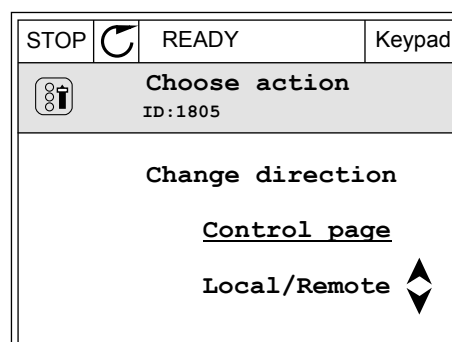 STOP READY Keypad
Choose action
ID:1805
Change direction
Control page
Local/Remote